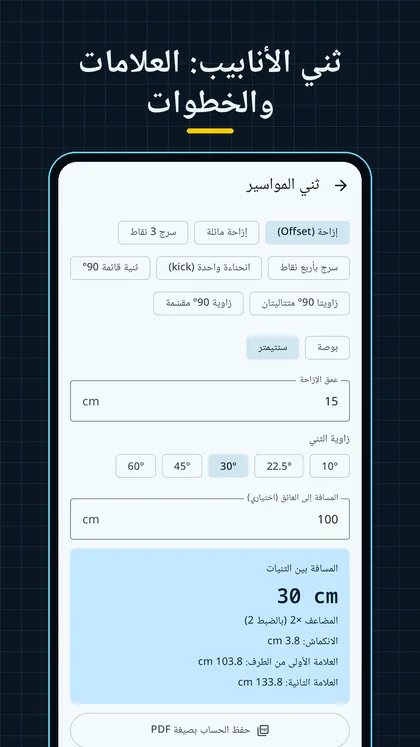 ثني الأنابيب: العلامات
والخطوات
ثني المواسير
إزاحة (Offset)
إزاحة مائلة
سرج 3 نقاط
سرج بأربع نقاط
انحناءة واحدة (kick)
ثنية قائمة 90°
زاويتا 90° متتاليتان
زاوية 90° مقسّمة
بوصة
سنتيمتر
عمق الإزاحة
15
cm
زاوية الثني
10°
22.5°
30°
45°
60°
المسافة إلى العائق (اختياري)
100
cm
المسافة بين الثنيات
30 cm
المضاعف ×2 (بالضبط 2)
الانكماش: 3.8 cm
العلامة الأولى من الطرف: 103.8 cm
العلامة الثانية: 133.8 cm
حفظ الحساب بصيغة PDF